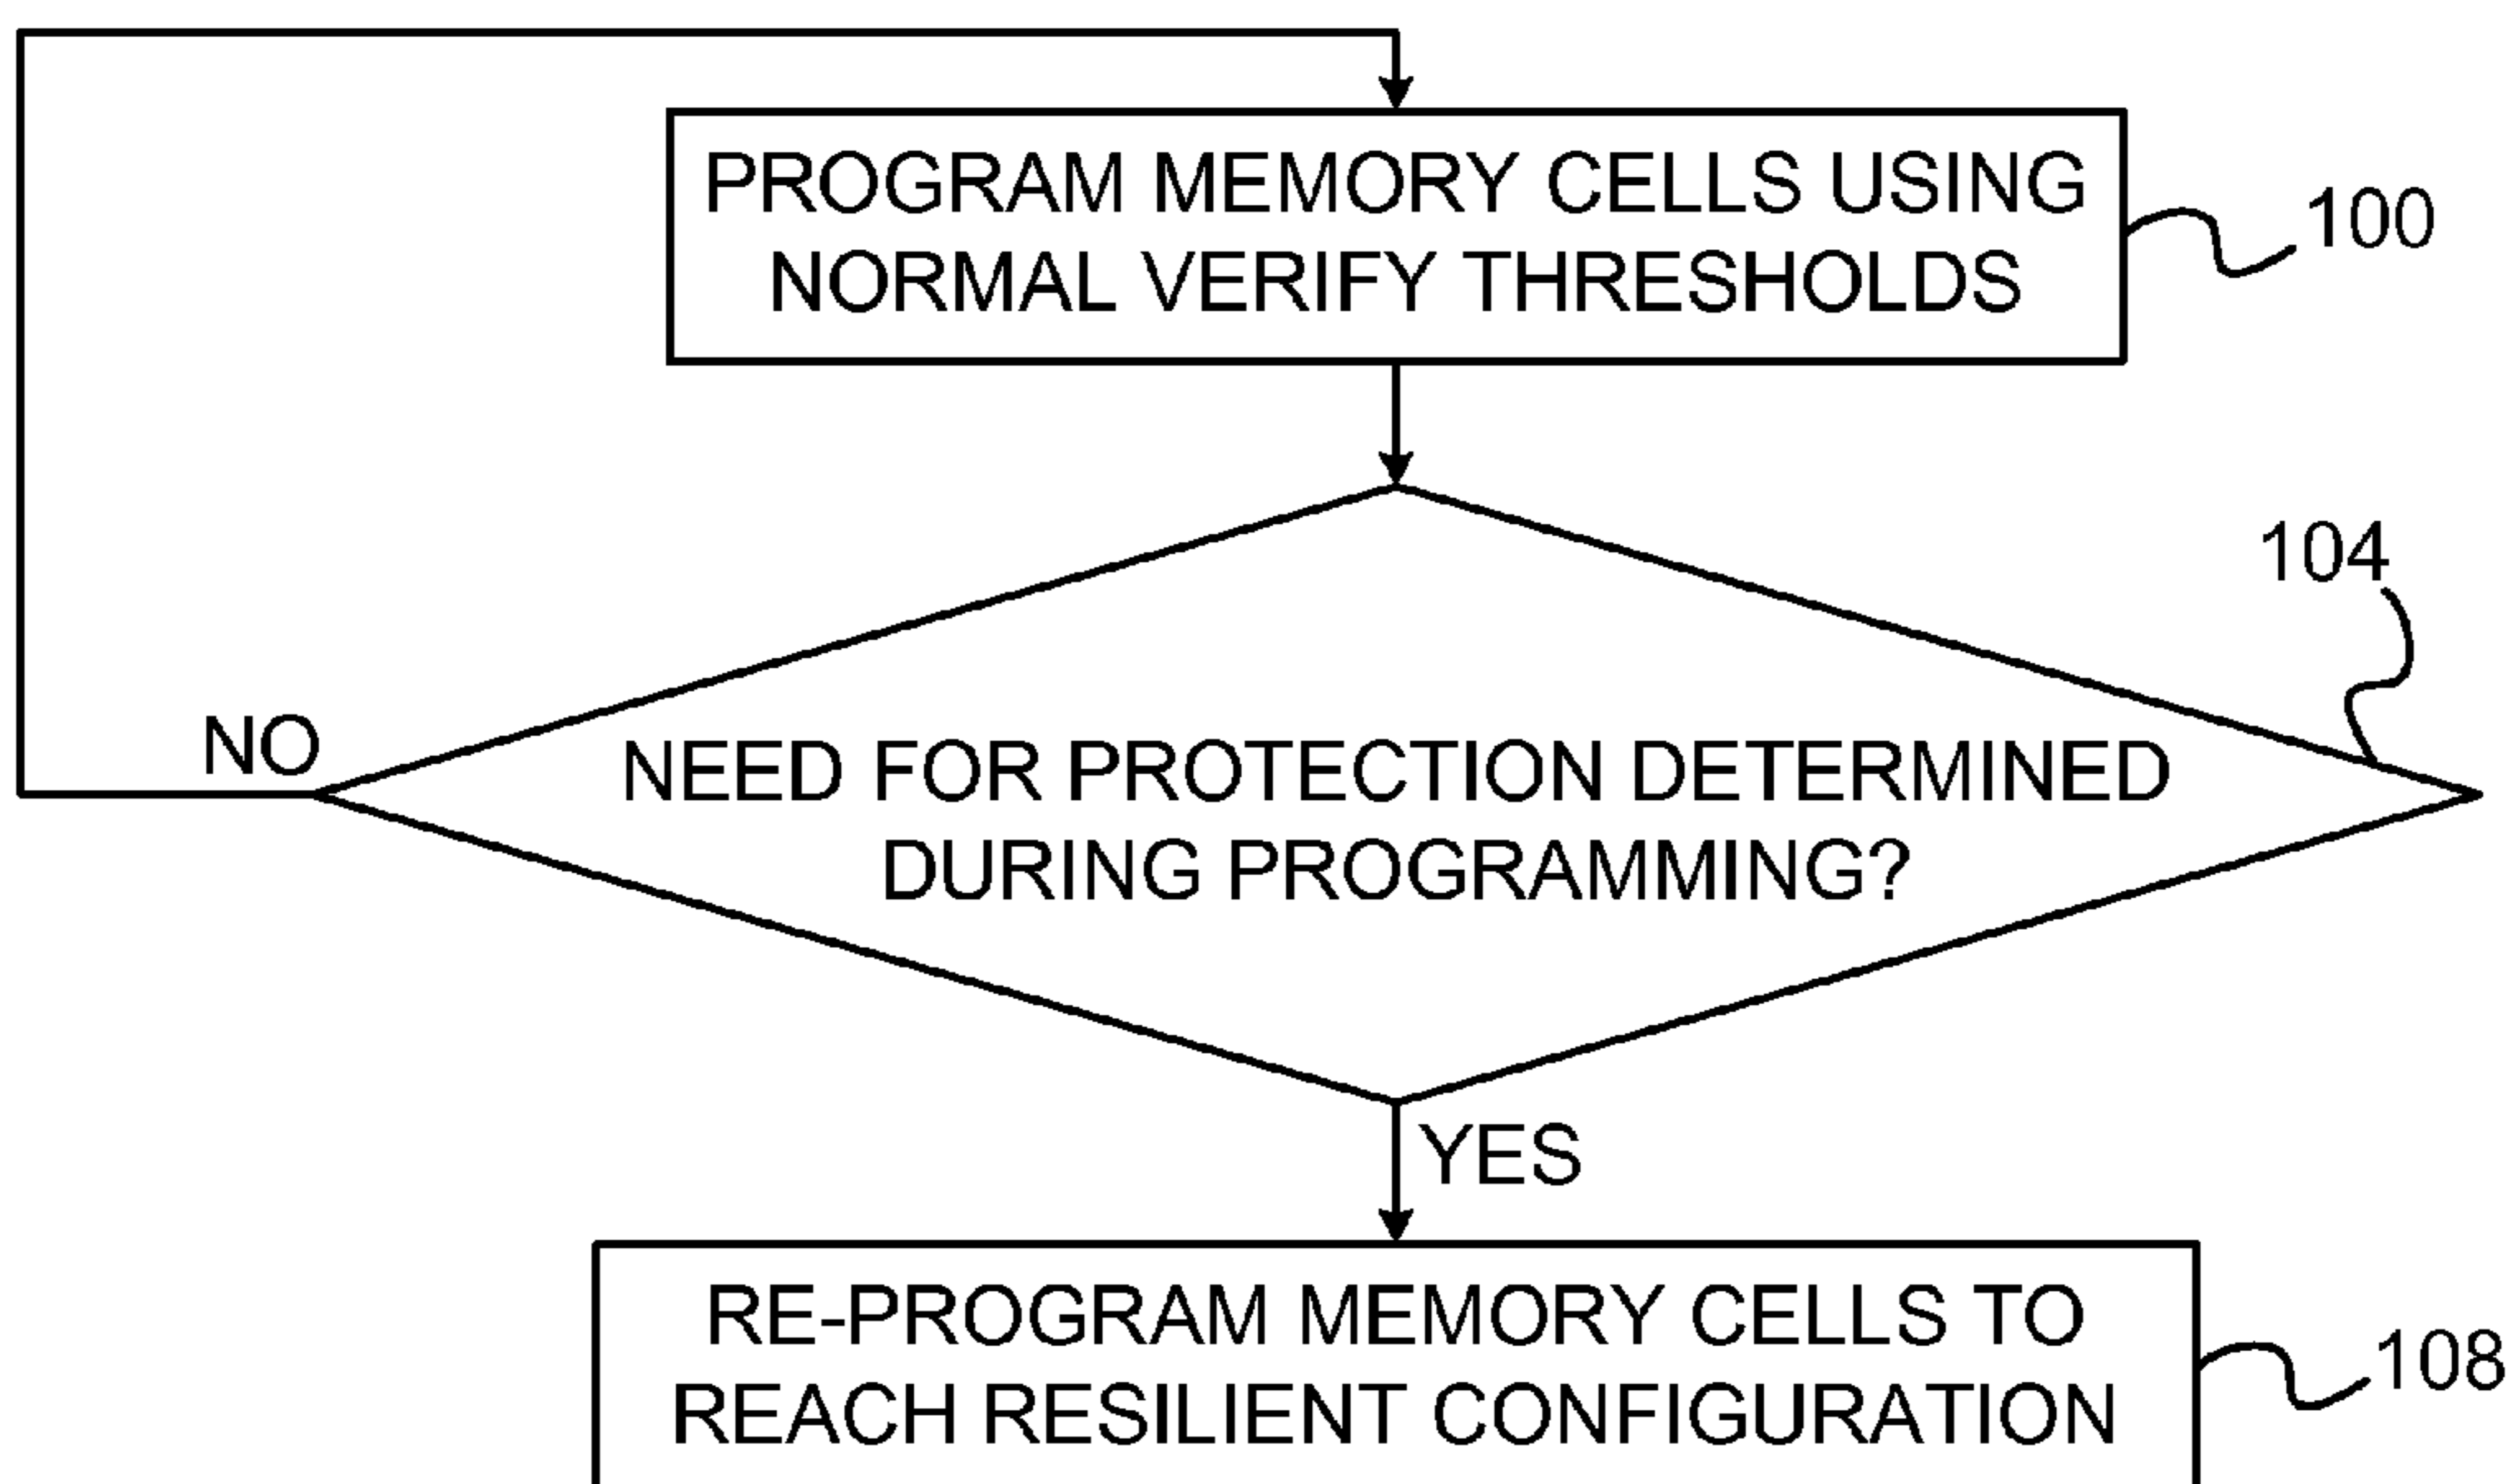 PROGRAM MEMORY CELLS USING
NORMAL VERIFY THRESHOLDS
100
104
NO
NEED FOR PROTECTION DETERMINED
DURING PROGRAMMING?
YES
RE-PROGRAM MEMORY CELLS TO
REACH RESILIENT CONFIGURATION
108